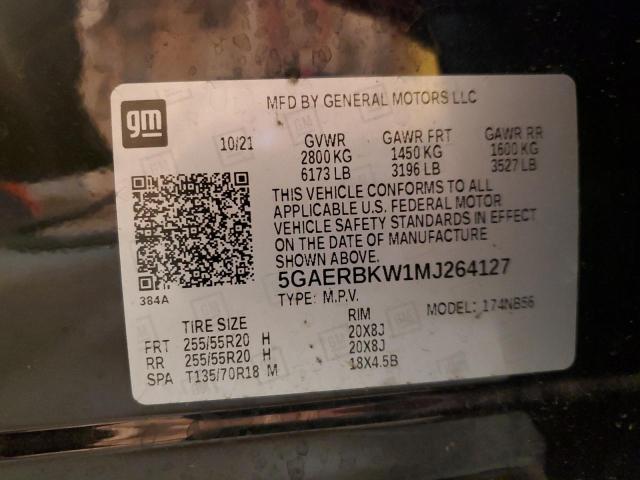 gm
MFD BY GENERAL MOTORS LLC
10/21 GVWR GAWR FRT GAWR RR
2800 KG 1450 KG 1600 KG
6173 LB 3196 LB 3527 LB
THIS VEHICLE CONFORMS TO ALL
APPLICABLE U.S. FEDERAL MOTOR
VEHICLE SAFETY STANDARDS IN EFFECT
ON THE DATE OF MANUFACTURE
SHOWN ABOVE.
384A
5GAERBKW1MJ264127
TYPE: M.P.V. MODEL: 174NB56
TIRE SIZE RIM
FRT 255/55R20 H 20X8J
RR 255/55R20 H 20X8J
SPA T135/70R18 M 18X4.5B